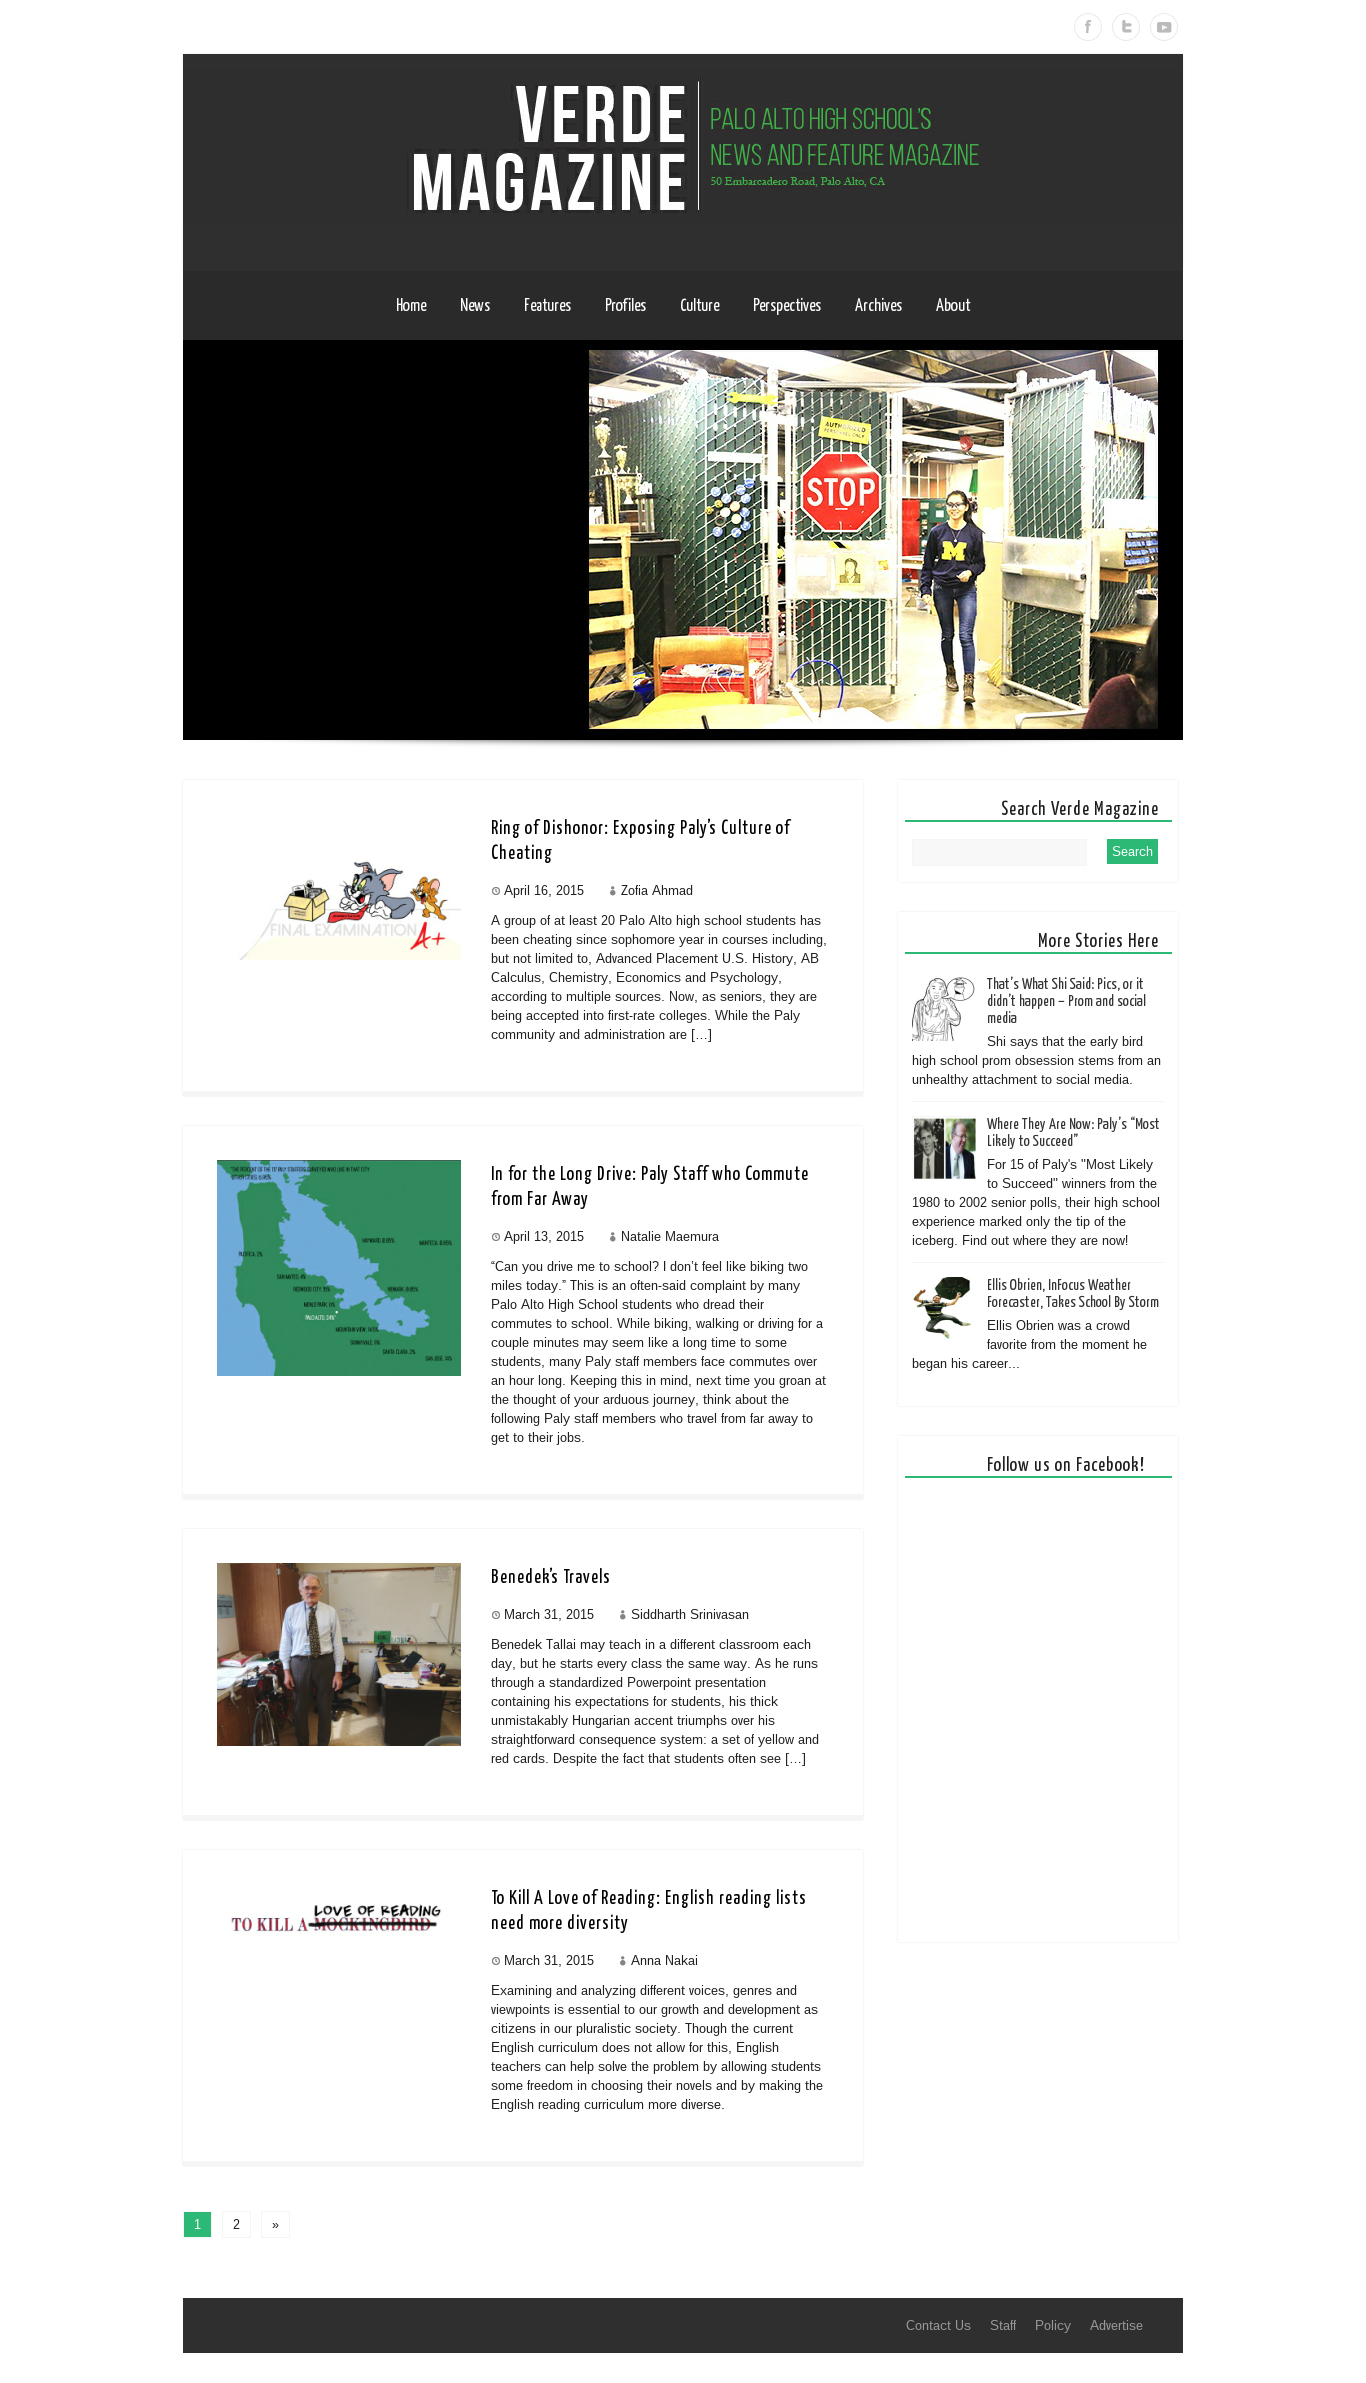 VERDE
MAGAZINE
PALO ALTO HIGH SCHOOL'S
NEWS AND FEATURE MAGAZINE
50 Embarcadero Road, Palo Alto, CA
Home News Features Profiles Culture Perspectives Archives About
AUTHORIZED
STOP
M
Ring of Dishonor: Exposing Paly’s Culture of
Cheating
April 16, 2015 Zofia Ahmad
A group of at least 20 Palo Alto high school students has
been cheating since sophomore year in courses including,
but not limited to, Advanced Placement U.S. History, AB
Calculus, Chemistry, Economics and Psychology,
according to multiple sources. Now, as seniors, they are
being accepted into first-rate colleges. While the Paly
community and administration are […]
FINAL EXAMINATION
A+
In for the Long Drive: Paly Staff who Commute
from Far Away
April 13, 2015 Natalie Maemura
“Can you drive me to school? I don’t feel like biking two
miles today.” This is an often-said complaint by many
Palo Alto High School students who dread their
commutes to school. While biking, walking or driving for a
couple minutes may seem like a long time to some
students, many Paly staff members face commutes over
an hour long. Keeping this in mind, next time you groan at
the thought of your arduous journey, think about the
following Paly staff members who travel from far away to
get to their jobs.
Benedek’s Travels
March 31, 2015 Siddharth Srinivasan
Benedek Tallai may teach in a different classroom each
day, but he starts every class the same way. As he runs
through a standardized Powerpoint presentation
containing his expectations for students, his thick
unmistakably Hungarian accent triumphs over his
straightforward consequence system: a set of yellow and
red cards. Despite the fact that students often see […]
To Kill A Love of Reading: English reading lists
need more diversity
March 31, 2015 Anna Nakai
Examining and analyzing different voices, genres and
viewpoints is essential to our growth and development as
citizens in our pluralistic society. Though the current
English curriculum does not allow for this, English
teachers can help solve the problem by allowing students
some freedom in choosing their novels and by making the
English reading curriculum more diverse.
LOVE OF READING
TO KILL A MOCKINGBIRD
1 2 »
Search Verde Magazine
Search
More Stories Here
That’s What Shi Said: Pics, or it
didn’t happen – Prom and social
media
Shi says that the early bird
high school prom obsession stems from an
unhealthy attachment to social media.
Where They Are Now: Paly’s “Most
Likely to Succeed”
For 15 of Paly's "Most Likely
to Succeed" winners from the
1980 to 2002 senior polls, their high school
experience marked only the tip of the
iceberg. Find out where they are now!
Ellis Obrien, InFocus Weather
Forecaster, Takes School By Storm
Ellis Obrien was a crowd
favorite from the moment he
began his career…
Follow us on Facebook!
Contact Us Staff Policy Advertise